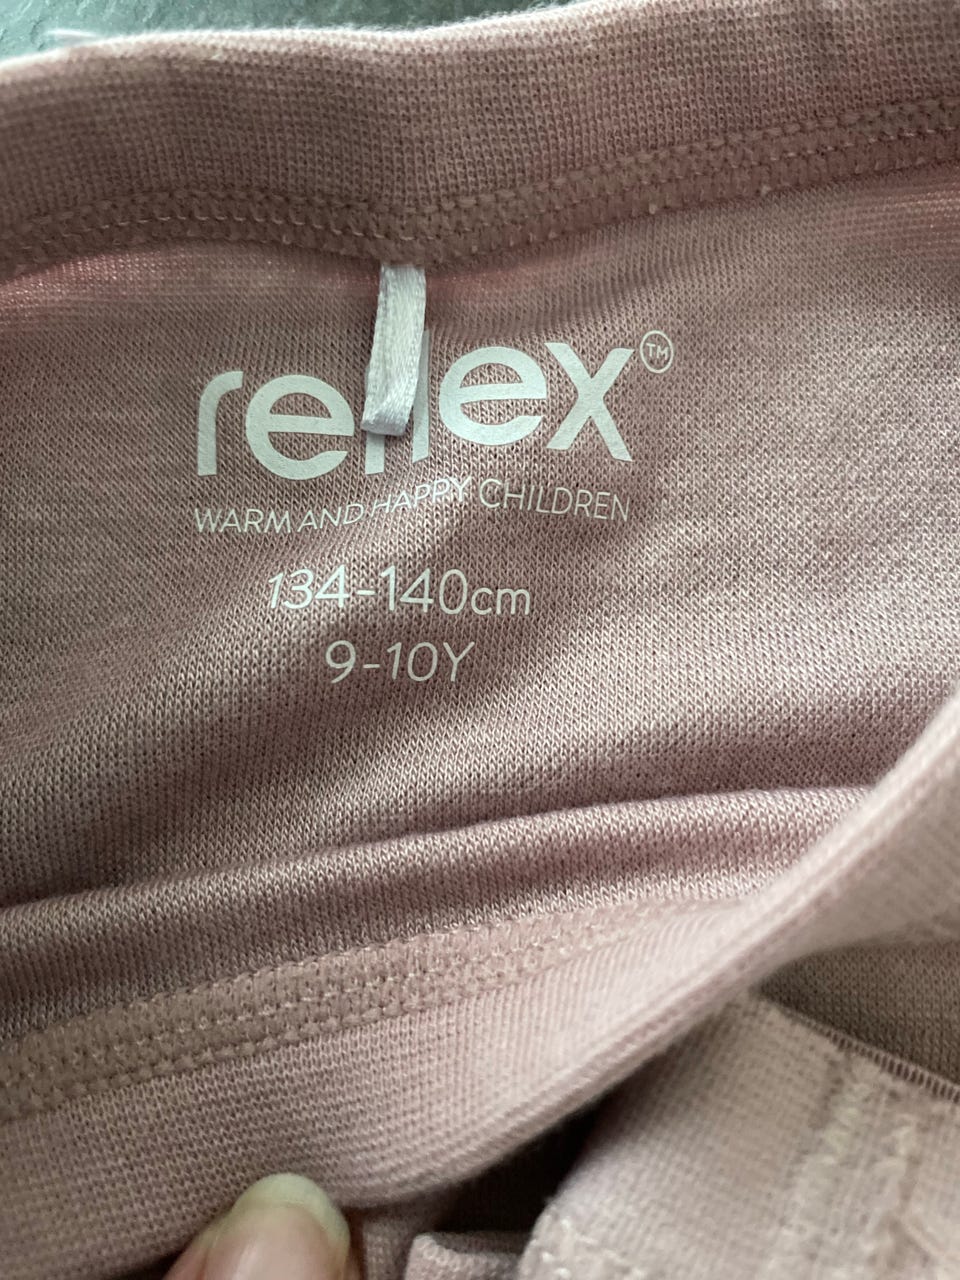 reflex™
WARM AND HAPPY CHILDREN
134-140cm
9-10Y